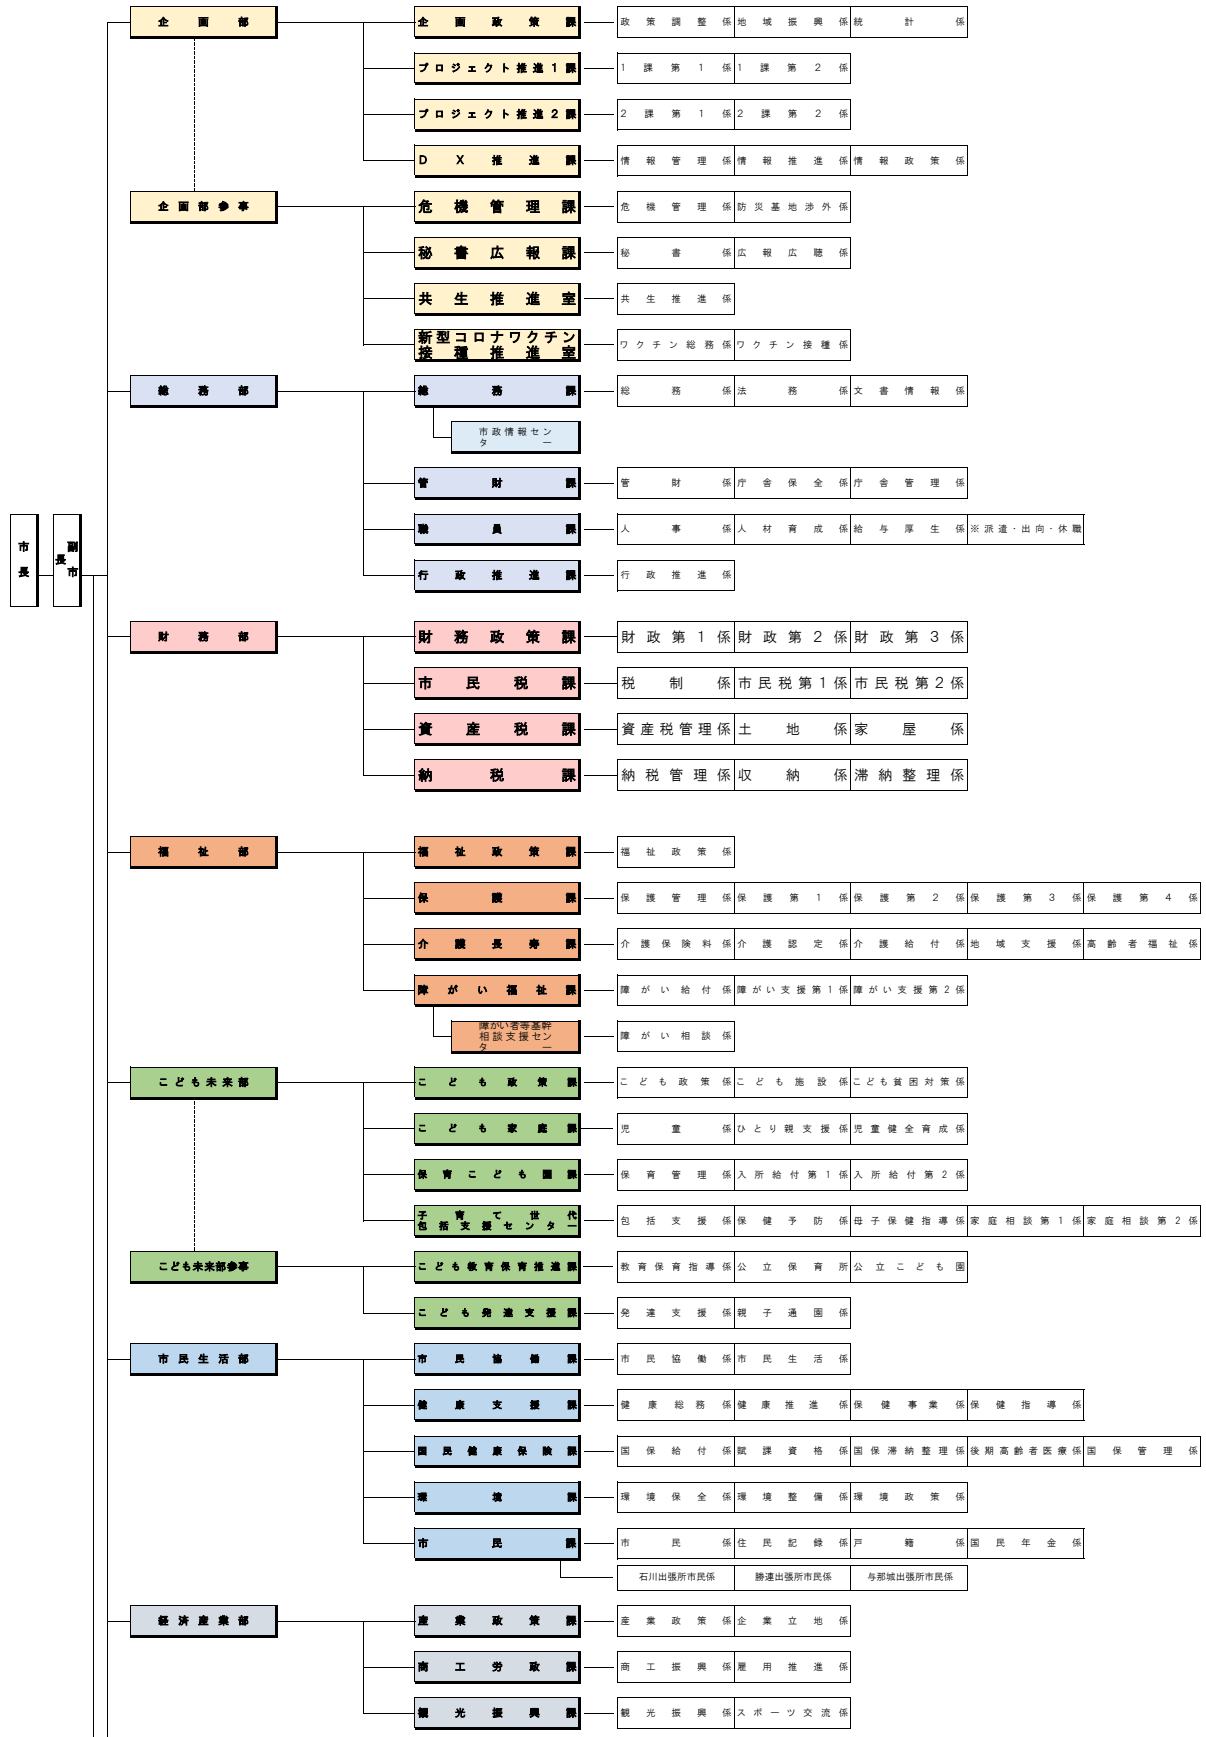 企画部 企画政策課 政策調整係 地域振興係 統計係
プロジェクト推進1課 1課第1係 1課第2係
プロジェクト推進2課 2課第1係 2課第2係
DX推進課 情報管理係 情報推進係 情報政策係
企画部参事 危機管理課 危機管理係 防災基地渉外係
秘書広報課 秘書係 広報広聴係
共生推進室 共生推進係
新型コロナワクチン
接種推進室 ワクチン総務係 ワクチン接種係
総務部 総務課 総務係 法務係 文書情報係
市政情報セン
ター
管財課 管財係 庁舎保全係 庁舎管理係
市長 副市長 職員課 人事係 人材育成係 給与厚生係 ※派遣・出向・休職
行政推進課 行政推進係
財務部 財務政策課 財政第1係 財政第2係 財政第3係
市民税課 税制係 市民税第1係 市民税第2係
資産税課 資産税管理係 土地係 家屋係
納税課 納税管理係 収納係 滞納整理係
福祉部 福祉政策課 福祉政策係
保護課 保護管理係 保護第1係 保護第2係 保護第3係 保護第4係
介護長寿課 介護保険料係 介護認定係 介護給付係 地域支援係 高齢者福祉係
障がい福祉課 障がい給付係 障がい支援第1係 障がい支援第2係
障がい者等基幹
相談支援セン
ター 障がい相談係
こども未来部 こども政策課 こども政策係 こども施設係 こども貧困対策係
こども家庭課 児童係 ひとり親支援係 児童健全育成係
保育こども園課 保育管理係 入所給付第1係 入所給付第2係
子育て世代
包括支援センター 包括支援係 保健予防係 母子保健指導係 家庭相談第1係 家庭相談第2係
こども未来部参事 こども教育保育推進課 教育保育指導係 公立保育所 公立こども園
こども発達支援課 発達支援係 親子通園係
市民生活部 市民協働課 市民協働係 市民生活係
健康支援課 健康総務係 健康推進係 保健事業係 保健指導係
国民健康保険課 国保給付係 賦課資格係 国保滞納整理係 後期高齢者医療係 国保管理係
環境課 環境保全係 環境整備係 環境政策係
市民課 市民係 住民記録係 戸籍係 国民年金係
石川出張所市民係 勝連出張所市民係 与那城出張所市民係
経済産業部 産業政策課 産業政策係 企業立地係
商工労政課 商工振興係 雇用推進係
観光振興課 観光振興係 スポーツ交流係